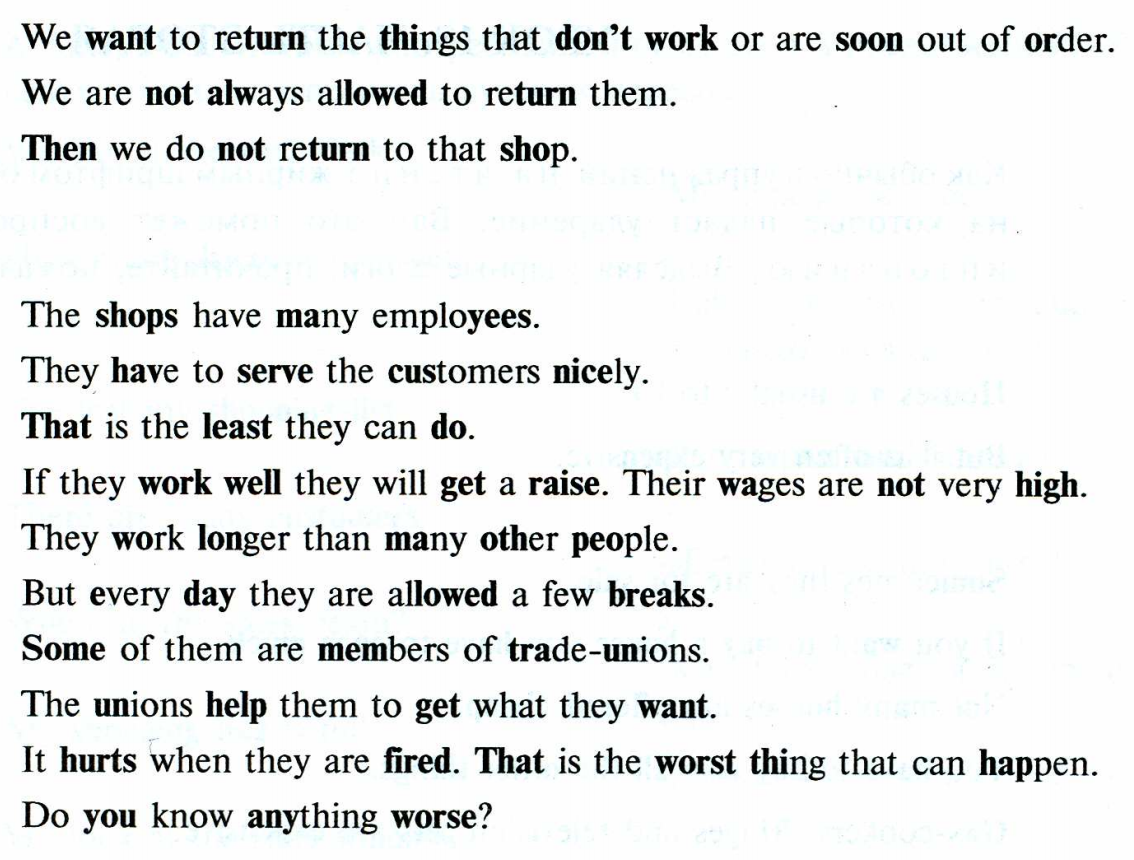 We want to return the things that don't work or are soon out of order.
We are not always allowed to return them.
Then we do not return to that shop.
The shops have many employees.
They have to serve the customers nicely.
That is the least they can do.
If they work well they will get a raise. Their wages are not very high.
They work longer than many other people.
But every day they are allowed a few breaks.
Some of them are members of trade-unions.
The unions help them to get what they want.
It hurts when they are fired. That is the worst thing that can happen.
Do you know anything worse?